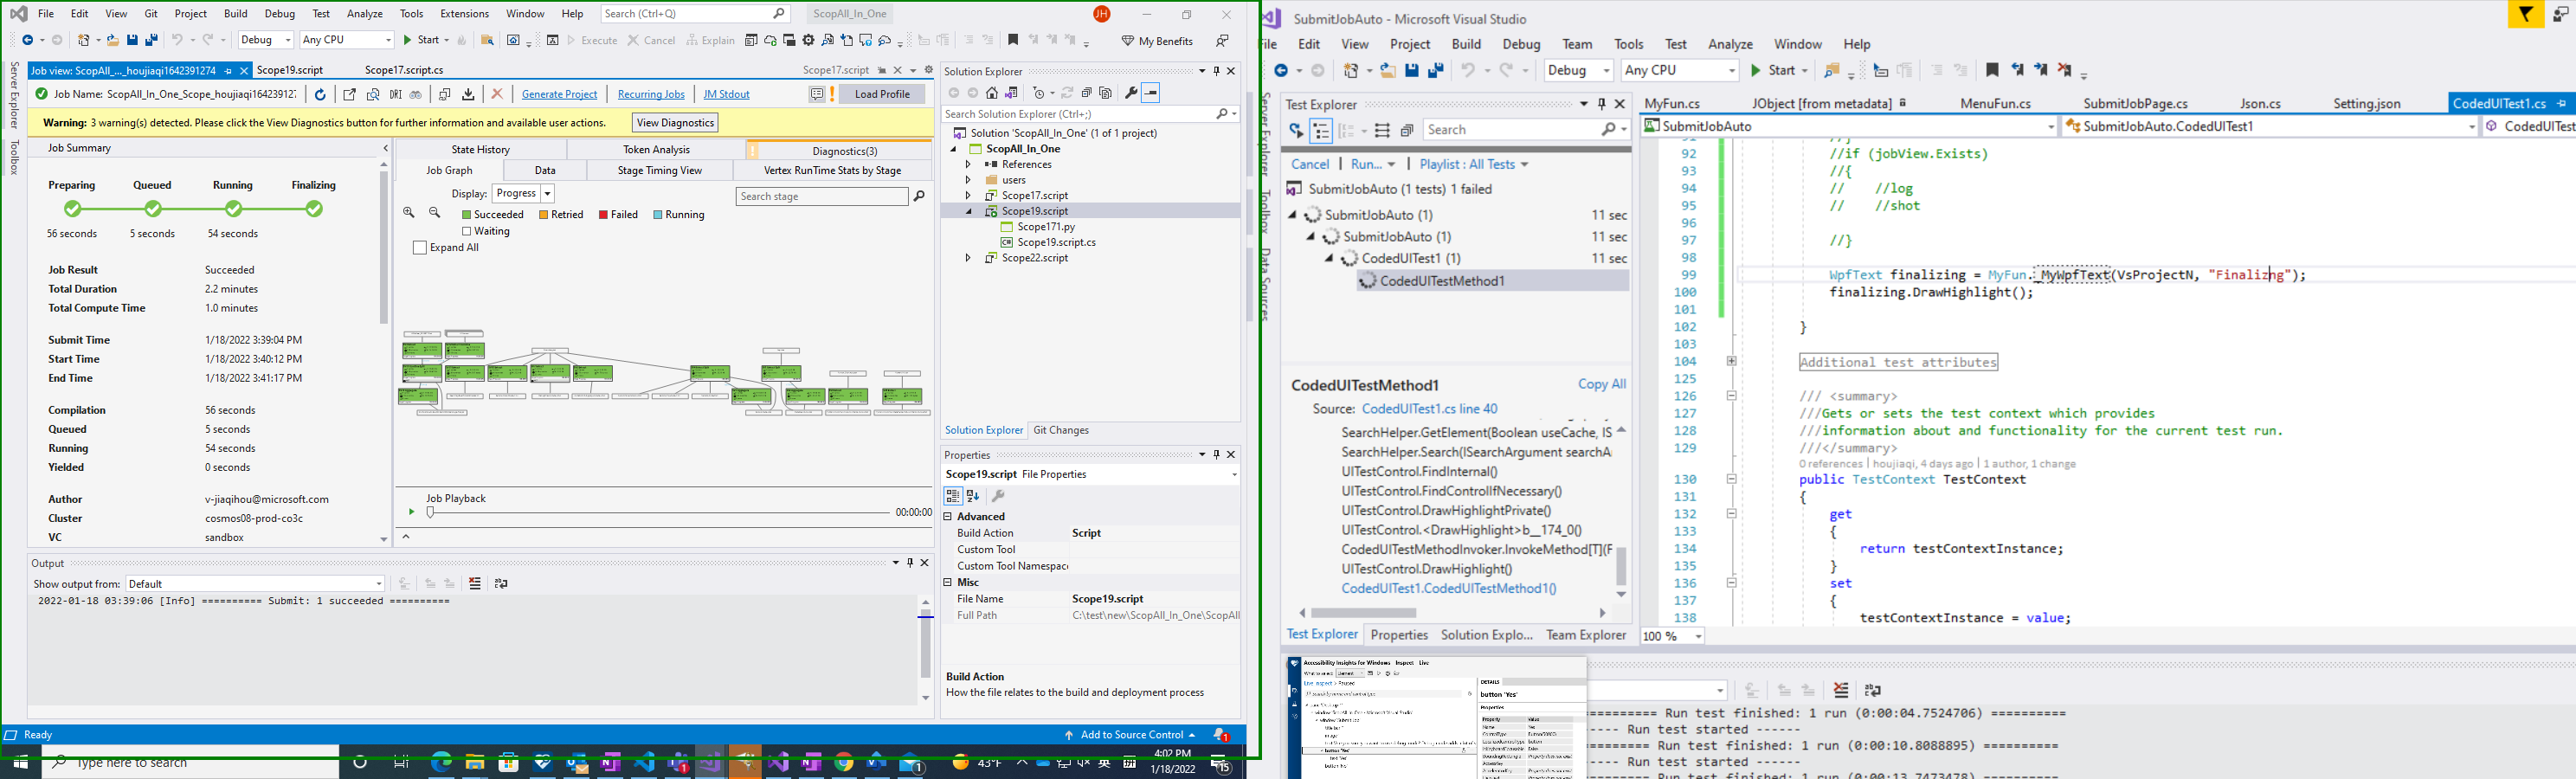 File Edit View Git Project Build Debug Test Analyze Tools Extensions Window Help Search (Ctrl+Q) ScopAll_In_One JH
Debug Any CPU Start Execute Cancel Explain My Benefits
Server Explorer
Toolbox
Job view: ScopAll_..._houjiaqi1642391274 Scope19.script Scope17.script.cs Scope17.script
Job Name: ScopAll_In_One_Scope_houjiaqi164239127 Generate Project Recurring Jobs JM Stdout Load Profile
Warning: 3 warning(s) detected. Please click the View Diagnostics button for further information and available user actions. View Diagnostics
Job Summary
Preparing Queued Running Finalizing
56 seconds 5 seconds 54 seconds
Job Result Succeeded
Total Duration 2.2 minutes
Total Compute Time 1.0 minutes
Submit Time 1/18/2022 3:39:04 PM
Start Time 1/18/2022 3:40:12 PM
End Time 1/18/2022 3:41:17 PM
Compilation 56 seconds
Queued 5 seconds
Running 54 seconds
Yielded 0 seconds
Author v-jiaqihou@microsoft.com
Cluster cosmos08-prod-co3c
VC sandbox
State History Token Analysis Diagnostics(3)
Job Graph Data Stage Timing View Vertex RunTime Stats by Stage
Display: Progress Search stage
Succeeded Retried Failed Running
Waiting
Expand All
Job Playback
00:00:00
Output
Show output from: Default
2022-01-18 03:39:06 [Info] ========== Submit: 1 succeeded ==========
Solution Explorer
Search Solution Explorer (Ctrl+;)
Solution 'ScopAll_In_One' (1 of 1 project)
ScopAll_In_One
References
users
Scope17.script
Scope19.script
Scope171.py
Scope19.script.cs
Scope22.script
Solution Explorer Git Changes
Properties
Scope19.script File Properties
Advanced
Build Action Script
Custom Tool
Custom Tool Namespac
Misc
File Name Scope19.script
Full Path C:\test\new\ScopAll_In_One\ScopAll
Build Action
How the file relates to the build and deployment process
Ready Add to Source Control 1
Type here to search 43°F 英 4:02 PM
1/18/2022 15
SubmitJobAuto - Microsoft Visual Studio
File Edit View Project Build Debug Team Tools Test Analyze Window Help
Debug Any CPU Start
Server Explorer
Toolbox
Data Sources
Test Explorer
Search
Cancel Run... Playlist : All Tests
SubmitJobAuto (1 tests) 1 failed
SubmitJobAuto (1) 11 sec
SubmitJobAuto (1) 11 sec
CodedUITest1 (1) 11 sec
CodedUITestMethod1
CodedUITestMethod1 Copy All
Source: CodedUITest1.cs line 40
SearchHelper.GetElement(Boolean useCache, IS
SearchHelper.Search(ISearchArgument searchAr
UITestControl.FindInternal()
UITestControl.FindControlIfNecessary()
UITestControl.DrawHighlightPrivate()
UITestControl.<DrawHighlight>b__174_0()
CodedUITestMethodInvoker.InvokeMethod[T](F
UITestControl.DrawHighlight()
CodedUITest1.CodedUITestMethod1()
Test Explorer Properties Solution Explo... Team Explorer
MyFun.cs JObject [from metadata] MenuFun.cs SubmitJobPage.cs Json.cs Setting.json CodedUITest1.cs
SubmitJobAuto SubmitJobAuto.CodedUITest1 CodedUITest
92 //if (jobView.Exists)
93 //{
94 // //log
95 // //shot
96
97 //}
98
99 WpfText finalizing = MyFun._MyWpfText(VsProjectN, "Finalizing");
100 finalizing.DrawHighlight();
101
102 }
103
104 Additional test attributes
125
126 /// <summary>
127 ///Gets or sets the test context which provides
128 ///information about and functionality for the current test run.
129 ///</summary>
0 references | houjiaqi, 4 days ago | 1 author, 1 change
130 public TestContext TestContext
131 {
132 get
133 {
134 return testContextInstance;
135 }
136 set
137 {
138 testContextInstance = value;
100 %
Accessibility Insights for Windows Inspect Live
DETAILS
button 'Yes'
Properties
Property Value
========== Run test finished: 1 run (0:00:04.7524706) ==========
----- Run test started ------
========= Run test finished: 1 run (0:00:10.8088895) ==========
----- Run test started ------
========= Run test finished: 1 run (0:00:13.7473478) ==========